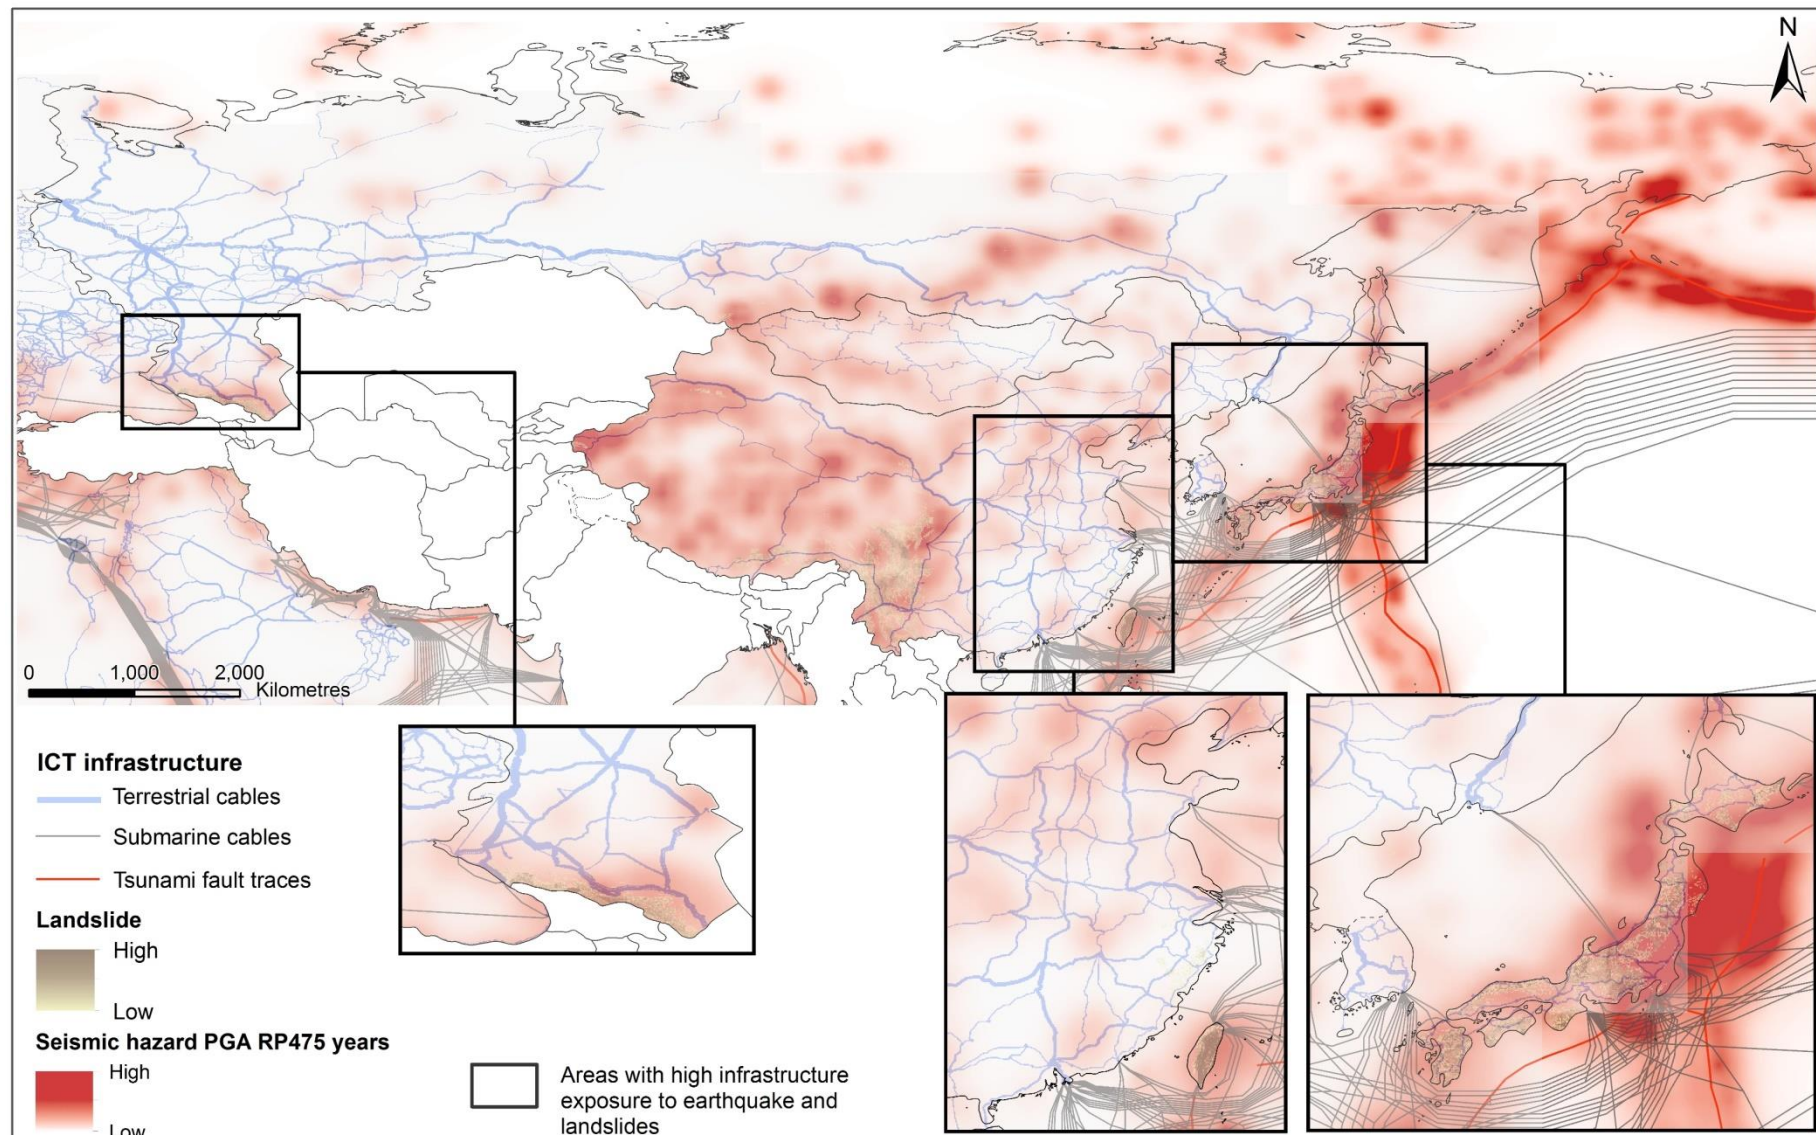 N
0 1,000 2,000
Kilometres
ICT infrastructure
Terrestrial cables
Submarine cables
Tsunami fault traces
Landslide
High
Low
Seismic hazard PGA RP475 years
High
Low
Areas with high infrastructure
exposure to earthquake and
landslides